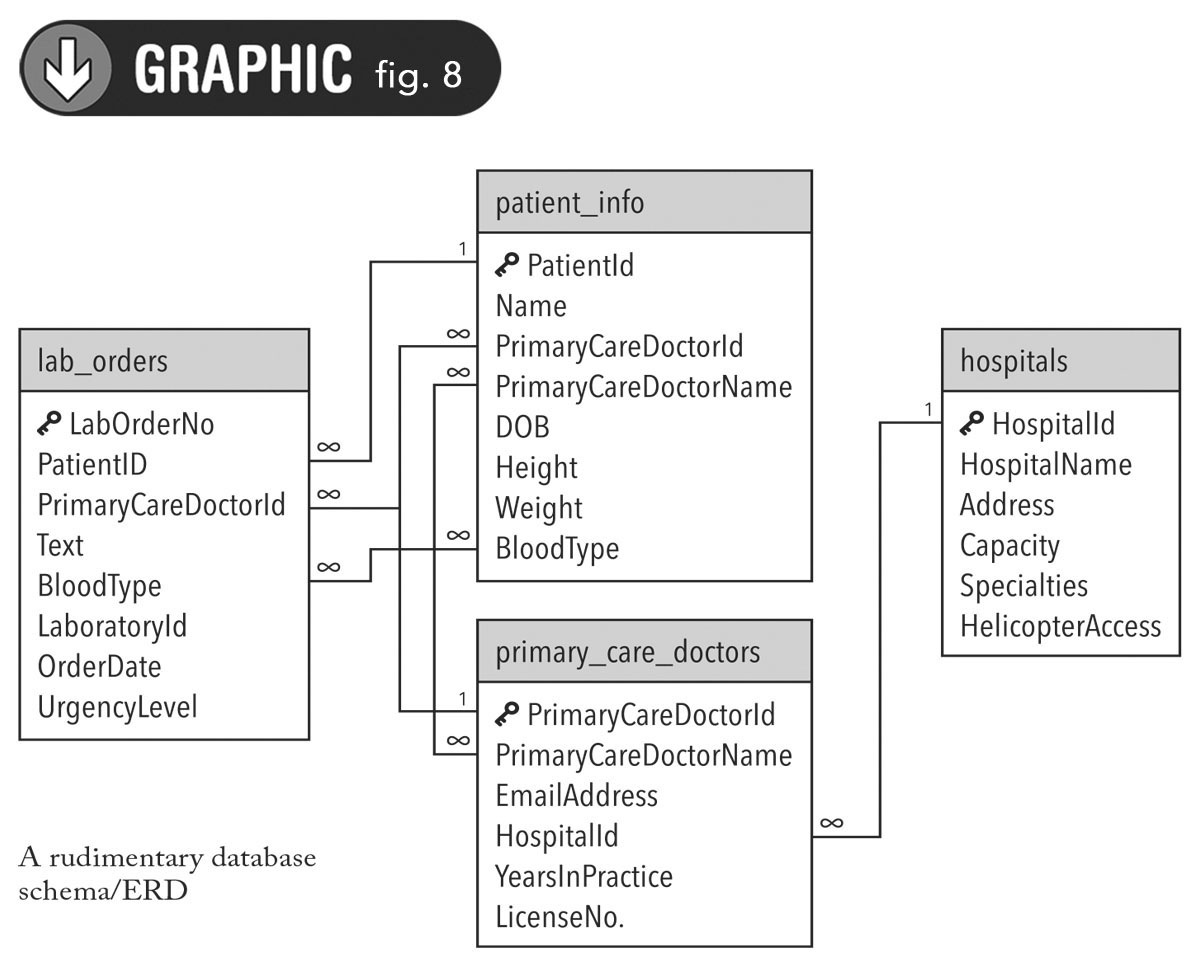 GRAPHIC fig. 8
patient_info
1
PatientId
Name
∞
PrimaryCareDoctorId
∞
PrimaryCareDoctorName
DOB
Height
Weight
∞
BloodType
lab_orders
LabOrderNo
∞
PatientID
∞
PrimaryCareDoctorId
Text
∞
BloodType
LaboratoryId
OrderDate
UrgencyLevel
hospitals
1
HospitalId
HospitalName
Address
Capacity
Specialties
HelicopterAccess
primary_care_doctors
1
PrimaryCareDoctorId
∞
PrimaryCareDoctorName
EmailAddress
HospitalId
∞
YearsInPractice
LicenseNo.
A rudimentary database
schema/ERD